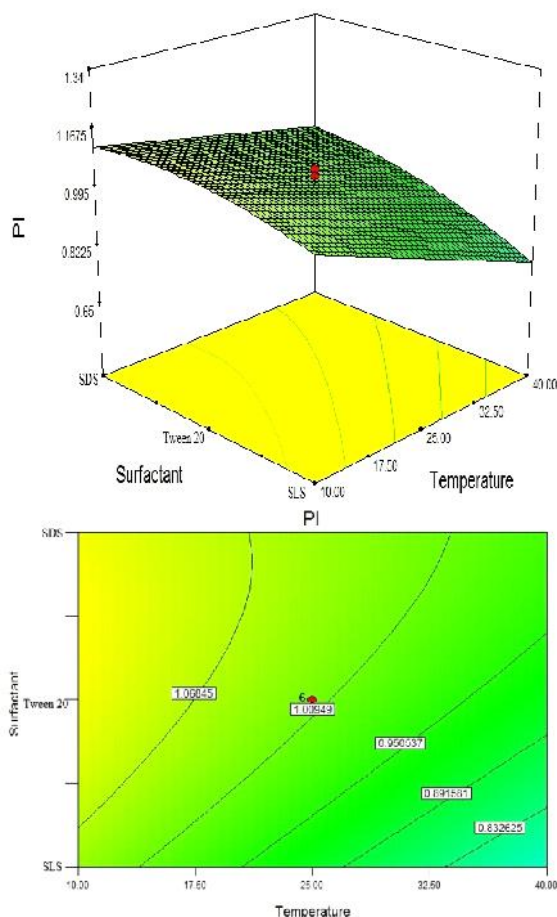 1.34
1.1675
0.995
0.8225
0.65
PI
SDS
Tween 20
SLS
Surfactant
10.00
17.50
25.00
32.50
40.00
Temperature
PI
SDS
Tween 20
SLS
Surfactant
1.06845
6
1.00949
0.950537
0.891581
0.832625
10.00
17.50
25.00
32.50
40.00
Temperature